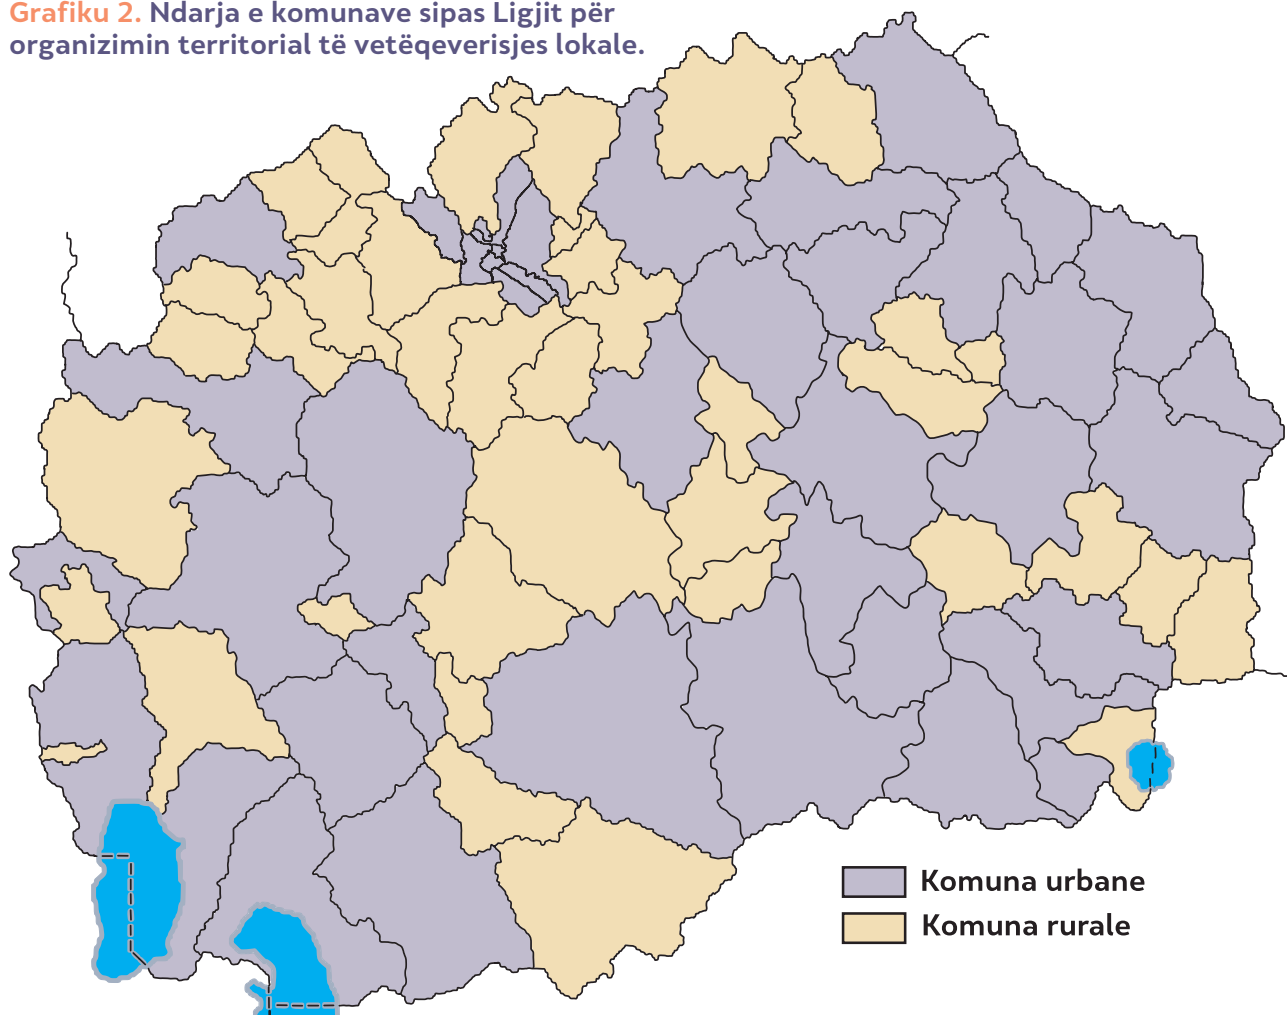 Grafiku 2. Ndarja e komunave sipas Ligjit për
organizimin territorial të vetëqeverisjes lokale.
Komuna urbane
Komuna rurale